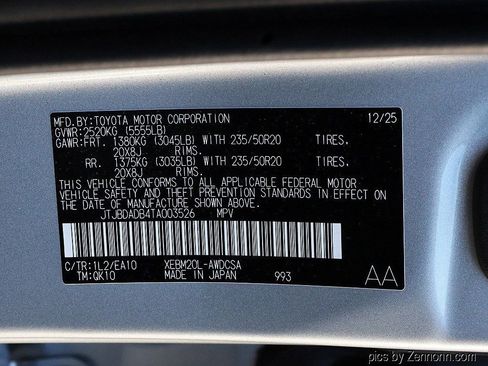 MFD.BY:TOYOTA MOTOR CORPORATION 12/25
GVWR:2520KG (5555LB)
GAWR:FRT. 1380KG (3045LB) WITH 235/50R20 TIRES.
20X8J RIMS.
RR. 1375KG (3035LB) WITH 235/50R20 TIRES.
20X8J RIMS.
THIS VEHICLE CONFORMS TO ALL APPLICABLE FEDERAL MOTOR
VEHICLE SAFETY AND THEFT PREVENTION STANDARDS IN EFFECT ON
THE DATE OF MANUFACTURE SHOWN ABOVE.
JTJBDADB4TA003526 MPV
C/TR:1L2/EA10 XEBM20L-AWDCSA
TM:QK10 MADE IN JAPAN 993
AA
pics by Zennorin.com